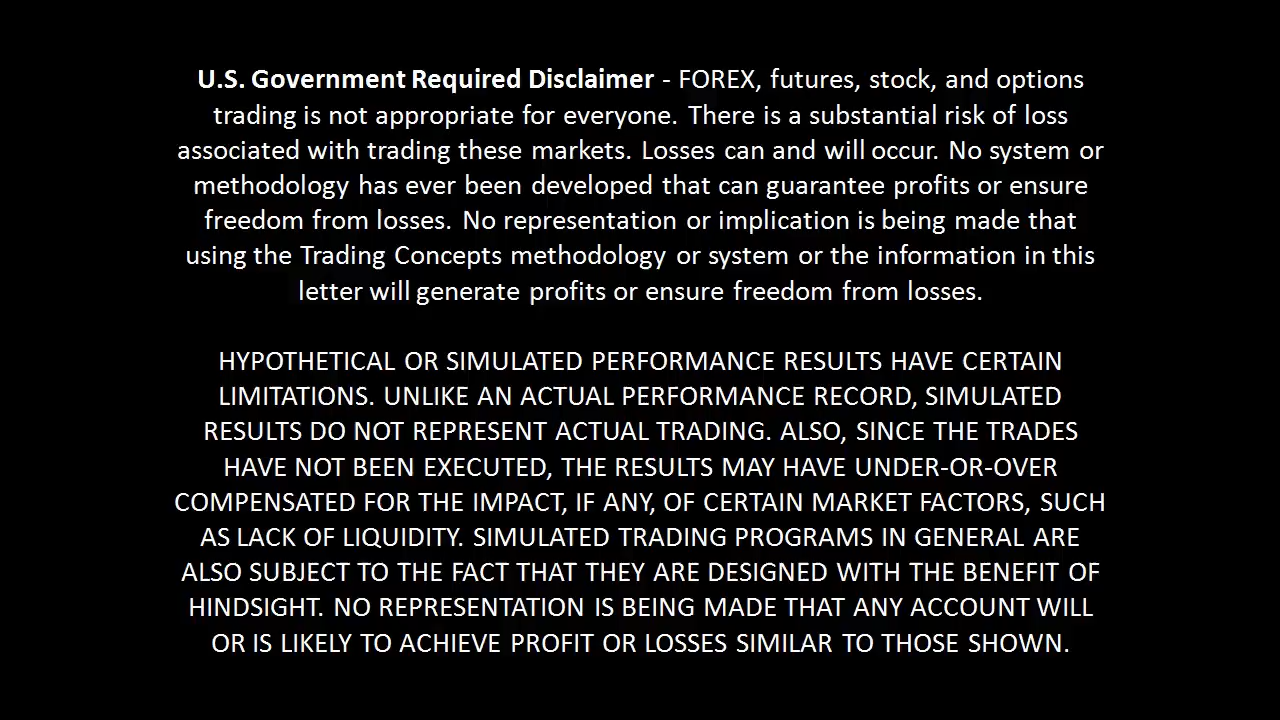 U.S. Government Required Disclaimer - FOREX, futures, stock, and options
trading is not appropriate for everyone. There is a substantial risk of loss
associated with trading these markets. Losses can and will occur. No system or
methodology has ever been developed that can guarantee profits or ensure
freedom from losses. No representation or implication is being made that
using the Trading Concepts methodology or system or the information in this
letter will generate profits or ensure freedom from losses.
HYPOTHETICAL OR SIMULATED PERFORMANCE RESULTS HAVE CERTAIN
LIMITATIONS. UNLIKE AN ACTUAL PERFORMANCE RECORD, SIMULATED
RESULTS DO NOT REPRESENT ACTUAL TRADING. ALSO, SINCE THE TRADES
HAVE NOT BEEN EXECUTED, THE RESULTS MAY HAVE UNDER-OR-OVER
COMPENSATED FOR THE IMPACT, IF ANY, OF CERTAIN MARKET FACTORS, SUCH
AS LACK OF LIQUIDITY. SIMULATED TRADING PROGRAMS IN GENERAL ARE
ALSO SUBJECT TO THE FACT THAT THEY ARE DESIGNED WITH THE BENEFIT OF
HINDSIGHT. NO REPRESENTATION IS BEING MADE THAT ANY ACCOUNT WILL
OR IS LIKELY TO ACHIEVE PROFIT OR LOSSES SIMILAR TO THOSE SHOWN.